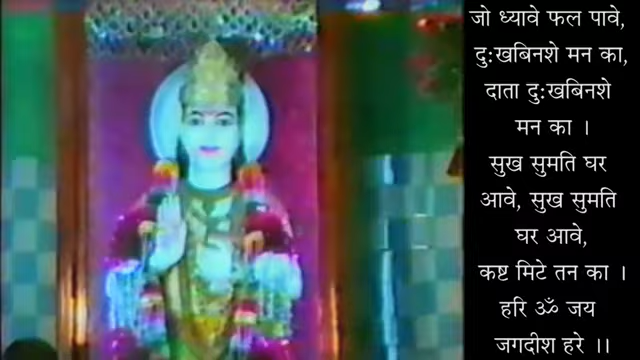 जो ध्यावे फल पावे,
दुःखबिनशे मन का,
दाता दुःखबिनशे
मन का ।
सुख सुमति घर
आवे, सुख सुमति
घर आवे,
कष्ट मिटे तन का ।
हरि ॐ जय
जगदीश हरे ।।